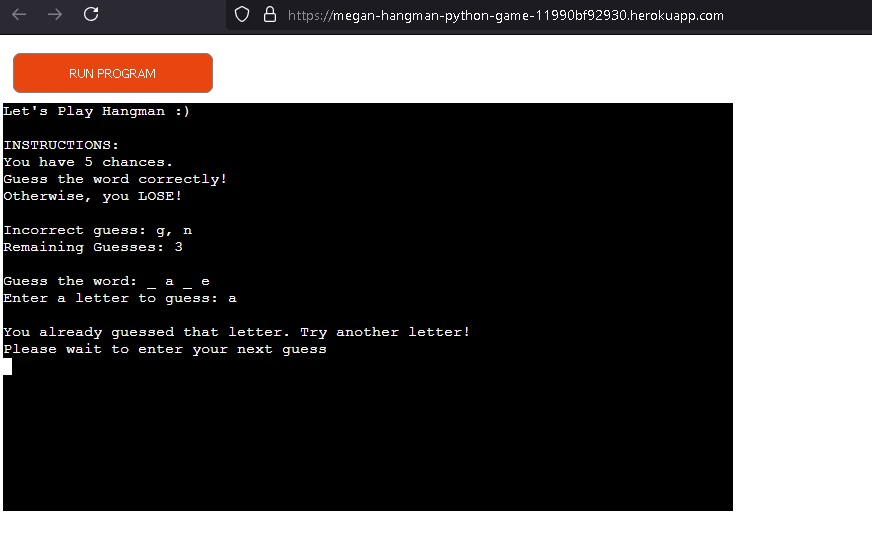 https://megan-hangman-python-game-11990bf92930.herokuapp.com
RUN PROGRAM
Let's Play Hangman :)
INSTRUCTIONS:
You have 5 chances.
Guess the word correctly!
Otherwise, you LOSE!
Incorrect guess: g, n
Remaining Guesses: 3
Guess the word: _ a _ e
Enter a letter to guess: a
You already guessed that letter. Try another letter!
Please wait to enter your next guess